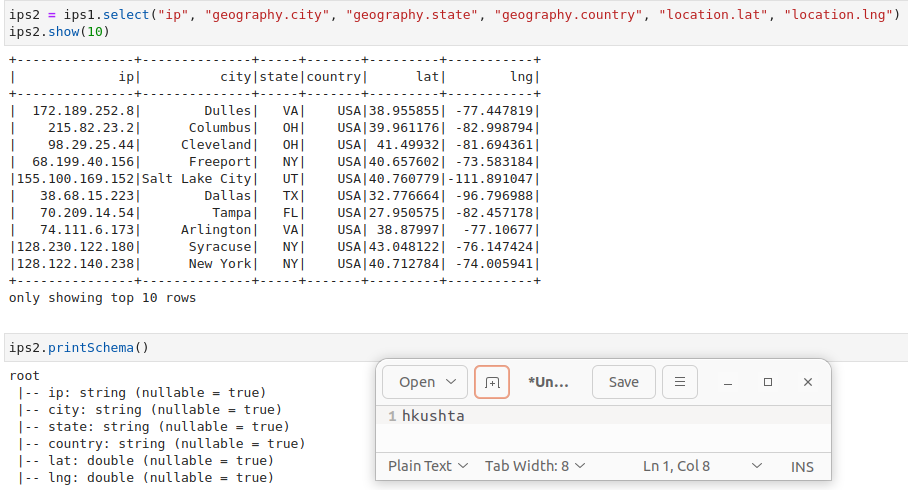 ips2 = ips1.select("ip", "geography.city", "geography.state", "geography.country", "location.lat", "location.lng")
ips2.show(10)
+---------------+--------------+-----+-------+---------+-----------+
|             ip|          city|state|country|      lat|        lng|
+---------------+--------------+-----+-------+---------+-----------+
|  172.189.252.8|        Dulles|   VA|    USA|38.955855| -77.447819|
|    215.82.23.2|      Columbus|   OH|    USA|39.961176| -82.998794|
|   98.29.25.44|     Cleveland|   OH|    USA| 41.49932| -81.694361|
|  68.199.40.156|      Freeport|   NY|    USA|40.657602| -73.583184|
|155.100.169.152|Salt Lake City|   UT|    USA|40.760779|-111.891047|
|   38.68.15.223|        Dallas|   TX|    USA|32.776664| -96.796988|
|   70.209.14.54|         Tampa|   FL|    USA|27.950575| -82.457178|
|   74.111.6.173|     Arlington|   VA|    USA| 38.87997|  -77.10677|
|128.230.122.180|      Syracuse|   NY|    USA|43.048122| -76.147424|
|128.122.140.238|      New York|   NY|    USA|40.712784| -74.005941|
+---------------+--------------+-----+-------+---------+-----------+
only showing top 10 rows
ips2.printSchema()
root
 |-- ip: string (nullable = true)
 |-- city: string (nullable = true)
 |-- state: string (nullable = true)
 |-- country: string (nullable = true)
 |-- lat: double (nullable = true)
 |-- lng: double (nullable = true)
Open *Un... Save
1 hkushta
Plain Text Tab Width: 8 Ln 1, Col 8 INS